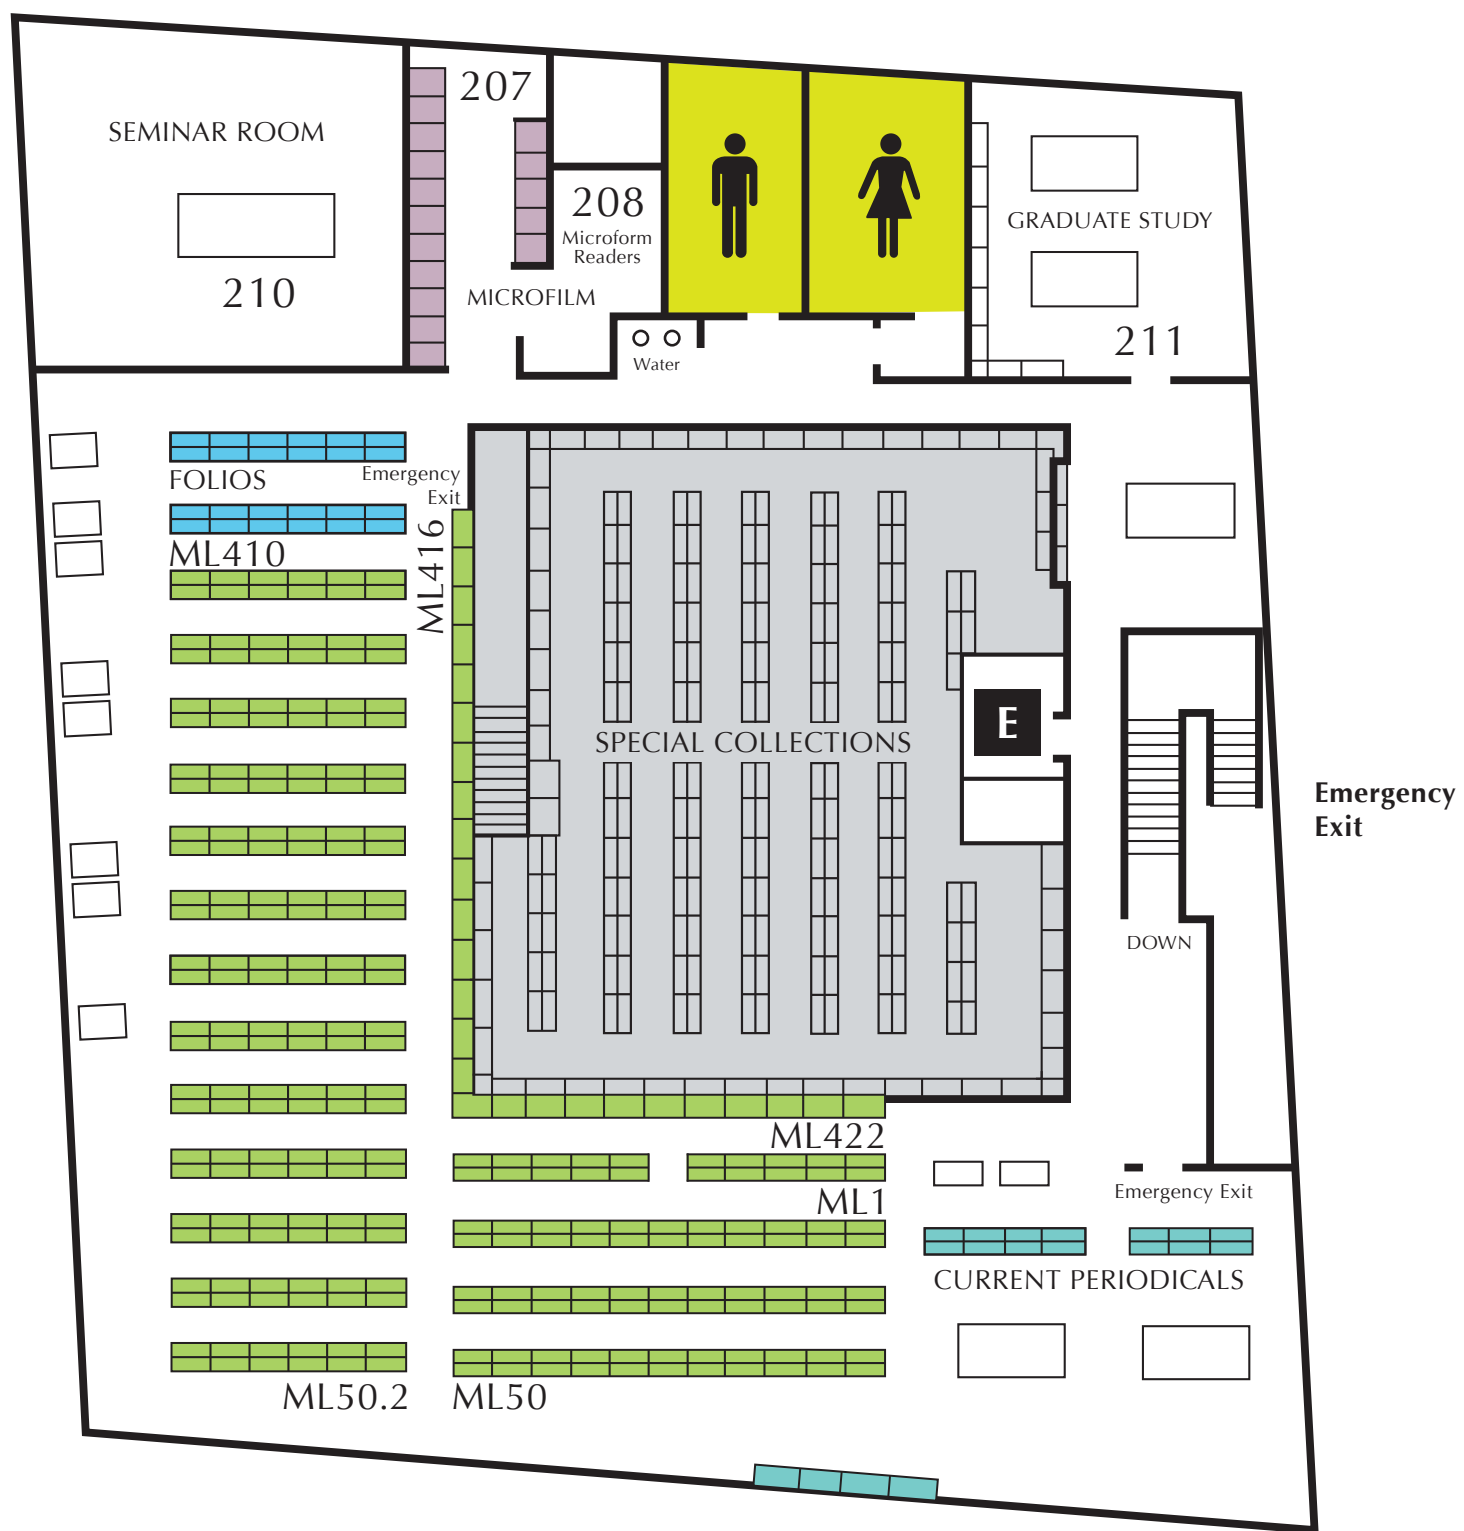 207
SEMINAR ROOM
210
208
Microform
Readers
MICROFILM
Water
GRADUATE STUDY
211
FOLIOS
Emergency
Exit
ML410
ML416
SPECIAL COLLECTIONS
E
Emergency
Exit
DOWN
ML422
ML1
Emergency Exit
CURRENT PERIODICALS
ML50.2
ML50